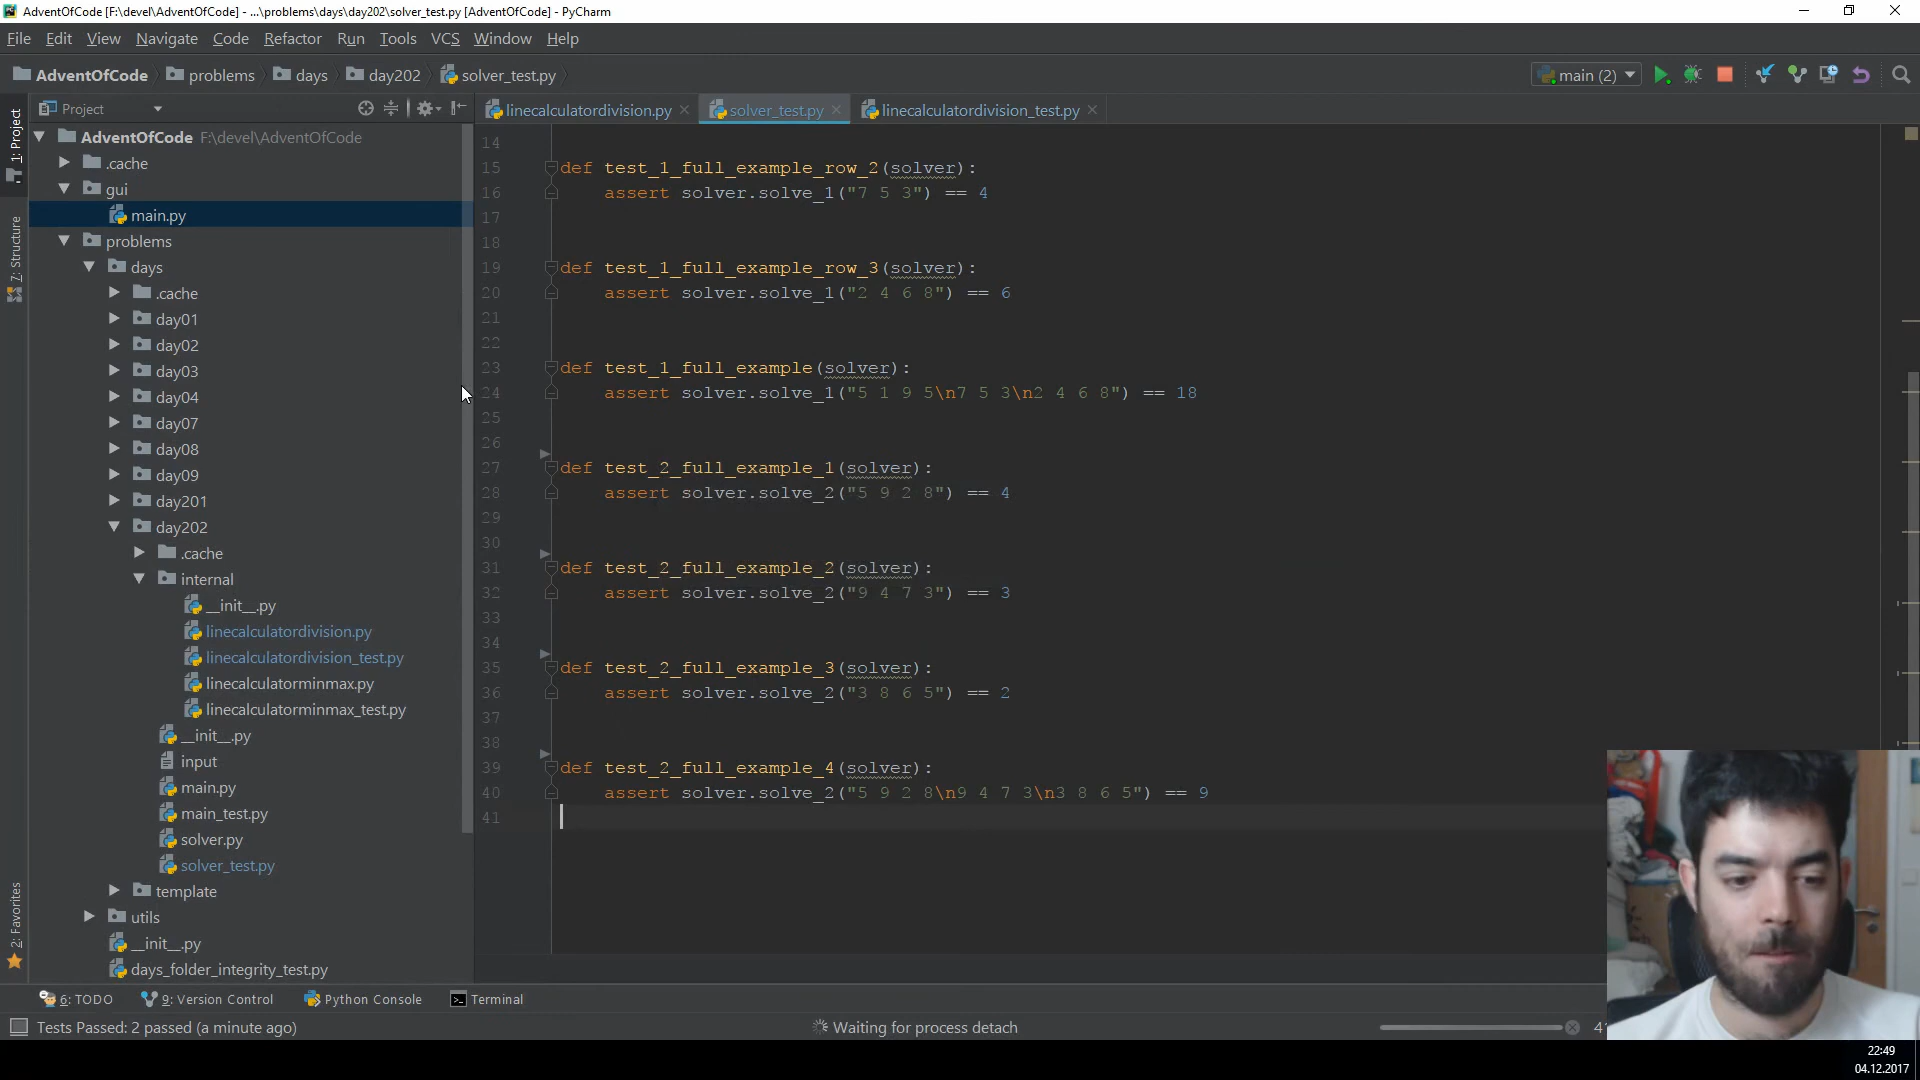 AdventOfCode [F:\devel\AdventOfCode] - ...\problems\days\day202\solver_test.py [AdventOfCode] - PyCharm
File Edit View Navigate Code Refactor Run Tools VCS Window Help
AdventOfCode problems days day202 solver_test.py main (2)
Project linecalculatordivision.py solver_test.py linecalculatordivision_test.py
1: Project
7: Structure
2: Favorites
AdventOfCode F:\devel\AdventOfCode
.cache
gui
main.py
problems
days
.cache
day01
day02
day03
day04
day07
day08
day09
day201
day202
.cache
internal
__init__.py
linecalculatordivision.py
linecalculatordivision_test.py
linecalculatorminmax.py
linecalculatorminmax_test.py
__init__.py
input
main.py
main_test.py
solver.py
solver_test.py
template
utils
__init__.py
days_folder_integrity_test.py
14
15 def test_1_full_example_row_2(solver):
16 assert solver.solve_1("7 5 3") == 4
17
18
19 def test_1_full_example_row_3(solver):
20 assert solver.solve_1("2 4 6 8") == 6
21
22
23 def test_1_full_example(solver):
24 assert solver.solve_1("5 1 9 5\n7 5 3\n2 4 6 8") == 18
25
26
27 def test_2_full_example_1(solver):
28 assert solver.solve_2("5 9 2 8") == 4
29
30
31 def test_2_full_example_2(solver):
32 assert solver.solve_2("9 4 7 3") == 3
33
34
35 def test_2_full_example_3(solver):
36 assert solver.solve_2("3 8 6 5") == 2
37
38
39 def test_2_full_example_4(solver):
40 assert solver.solve_2("5 9 2 8\n9 4 7 3\n3 8 6 5") == 9
41
6: TODO 9: Version Control Python Console Terminal
Tests Passed: 2 passed (a minute ago) Waiting for process detach
22:49
04.12.2017